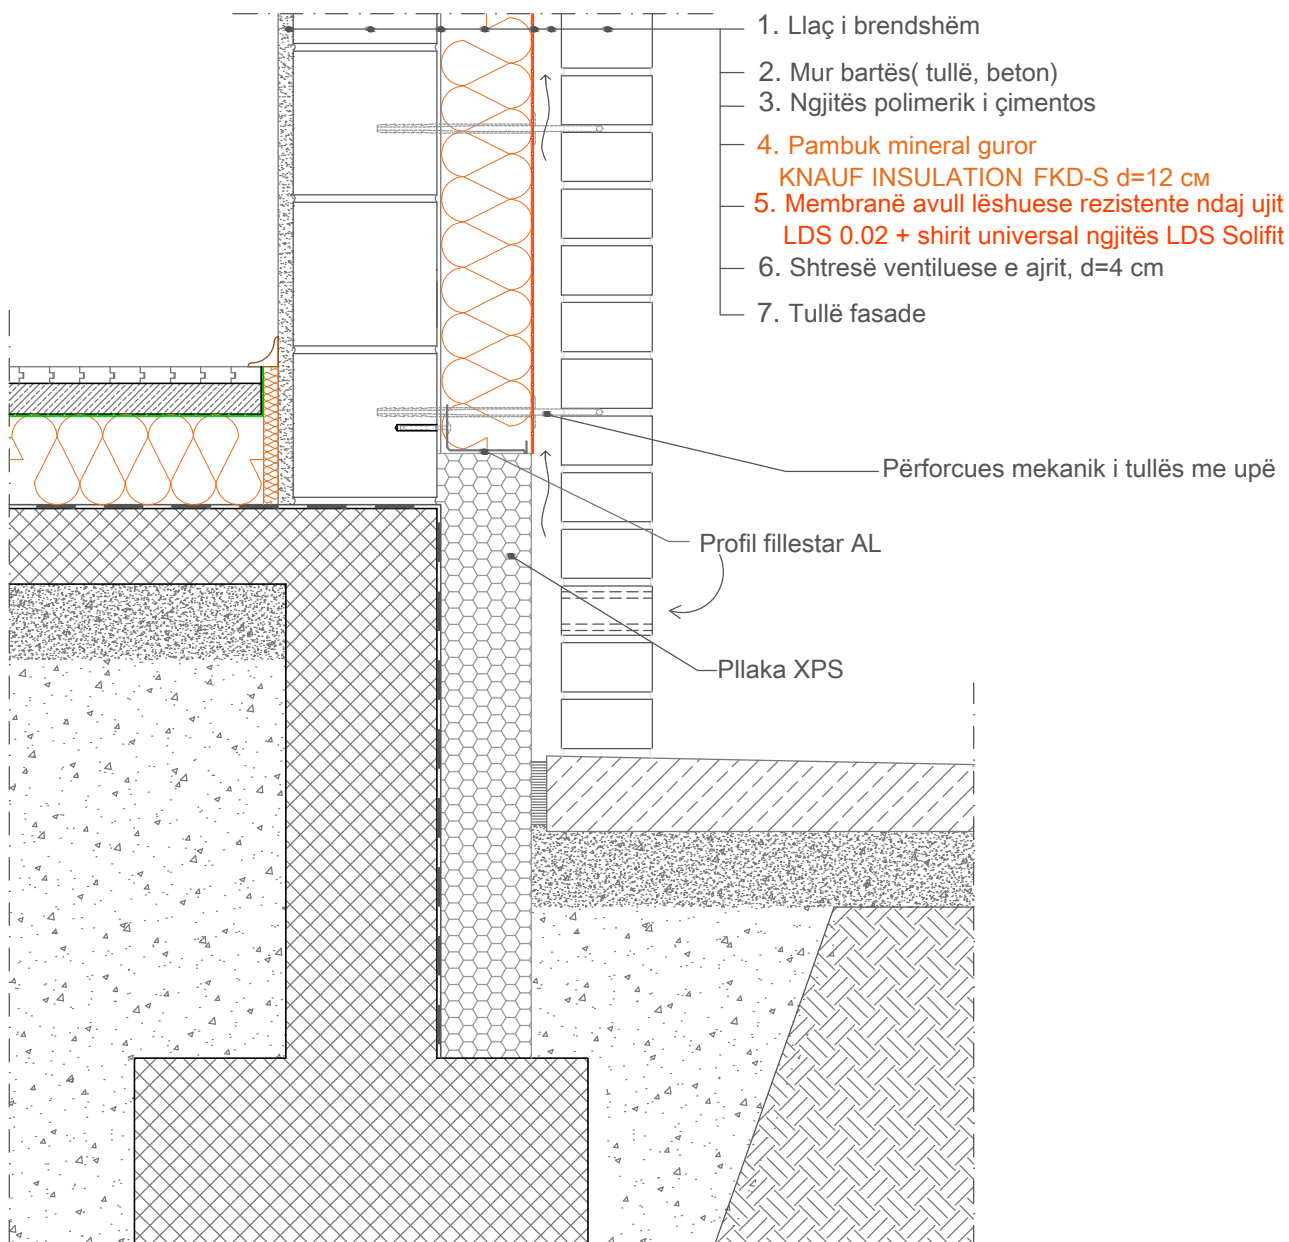 1. Llaç i brendshëm
2. Mur bartës( tullë, beton)
3. Ngjitës polimerik i çimentos
4. Pambuk mineral guror
KNAUF INSULATION FKD-S d=12 см
5. Membranë avull lëshuese rezistente ndaj ujit
LDS 0.02 + shirit universal ngjitës LDS Solifit
6. Shtresë ventiluese e ajrit, d=4 cm
7. Tullë fasade
Përforcues mekanik i tullës me upë
Profil fillestar AL
Pllaka XPS